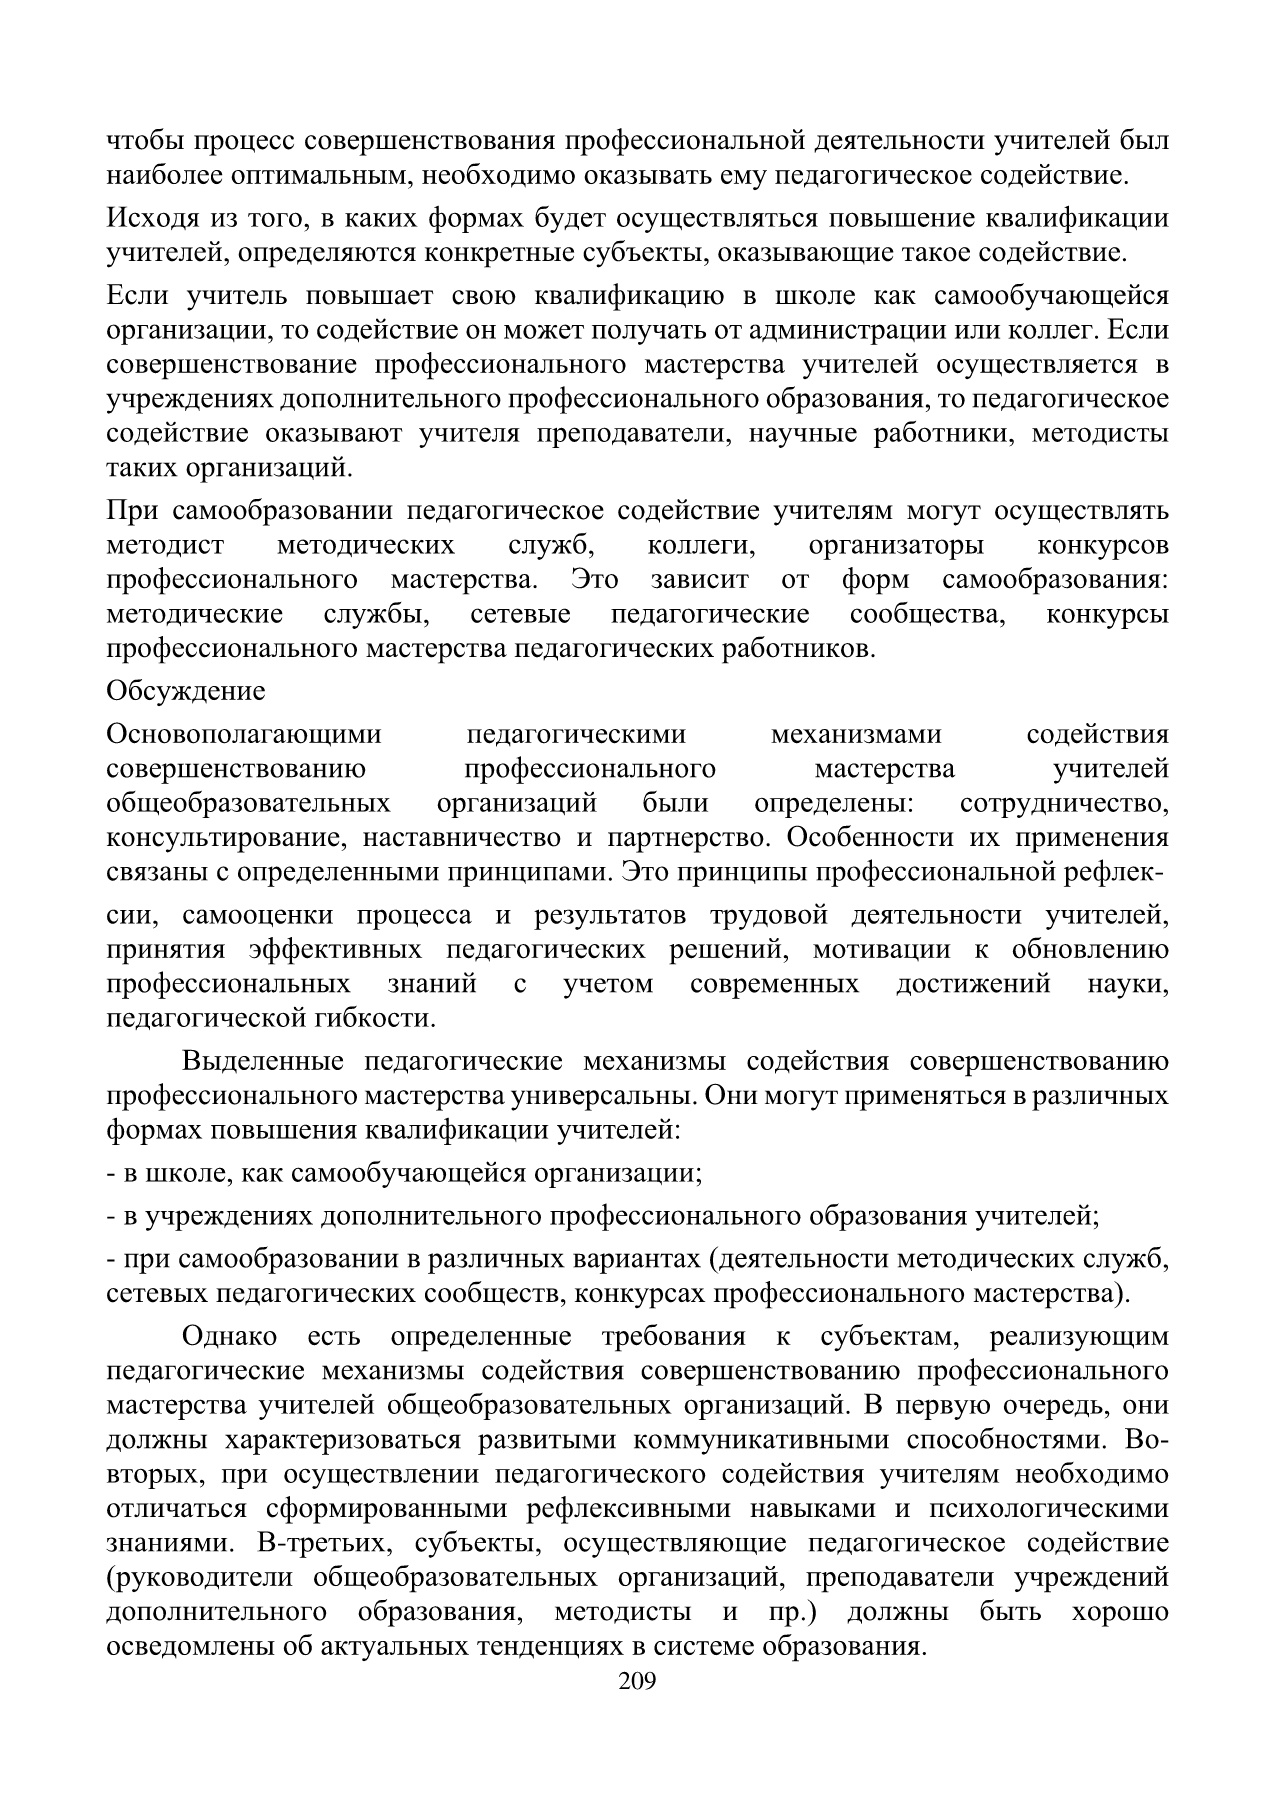 чтобы процесс совершенствования профессиональной деятельности учителей был
наиболее оптимальным, необходимо оказывать ему педагогическое содействие.
Исходя из того, в каких формах будет осуществляться повышение квалификации
учителей, определяются конкретные субъекты, оказывающие такое содействие.
Если учитель повышает свою квалификацию в школе как самообучающейся
организации, то содействие он может получать от администрации или коллег. Если
совершенствование профессионального мастерства учителей осуществляется в
учреждениях дополнительного профессионального образования, то педагогическое
содействие оказывают учителя преподаватели, научные работники, методисты
таких организаций.
При самообразовании педагогическое содействие учителям могут осуществлять
методист методических служб, коллеги, организаторы конкурсов
профессионального мастерства. Это зависит от форм самообразования:
методические службы, сетевые педагогические сообщества, конкурсы
профессионального мастерства педагогических работников.
Обсуждение
Основополагающими педагогическими механизмами содействия
совершенствованию профессионального мастерства учителей
общеобразовательных организаций были определены: сотрудничество,
консультирование, наставничество и партнерство. Особенности их применения
связаны с определенными принципами. Это принципы профессиональной рефлек-
сии, самооценки процесса и результатов трудовой деятельности учителей,
принятия эффективных педагогических решений, мотивации к обновлению
профессиональных знаний с учетом современных достижений науки,
педагогической гибкости.
Выделенные педагогические механизмы содействия совершенствованию
профессионального мастерства универсальны. Они могут применяться в различных
формах повышения квалификации учителей:
- в школе, как самообучающейся организации;
- в учреждениях дополнительного профессионального образования учителей;
- при самообразовании в различных вариантах (деятельности методических служб,
сетевых педагогических сообществ, конкурсах профессионального мастерства).
Однако есть определенные требования к субъектам, реализующим
педагогические механизмы содействия совершенствованию профессионального
мастерства учителей общеобразовательных организаций. В первую очередь, они
должны характеризоваться развитыми коммуникативными способностями. Во-
вторых, при осуществлении педагогического содействия учителям необходимо
отличаться сформированными рефлексивными навыками и психологическими
знаниями. В-третьих, субъекты, осуществляющие педагогическое содействие
(руководители общеобразовательных организаций, преподаватели учреждений
дополнительного образования, методисты и пр.) должны быть хорошо
осведомлены об актуальных тенденциях в системе образования.
209